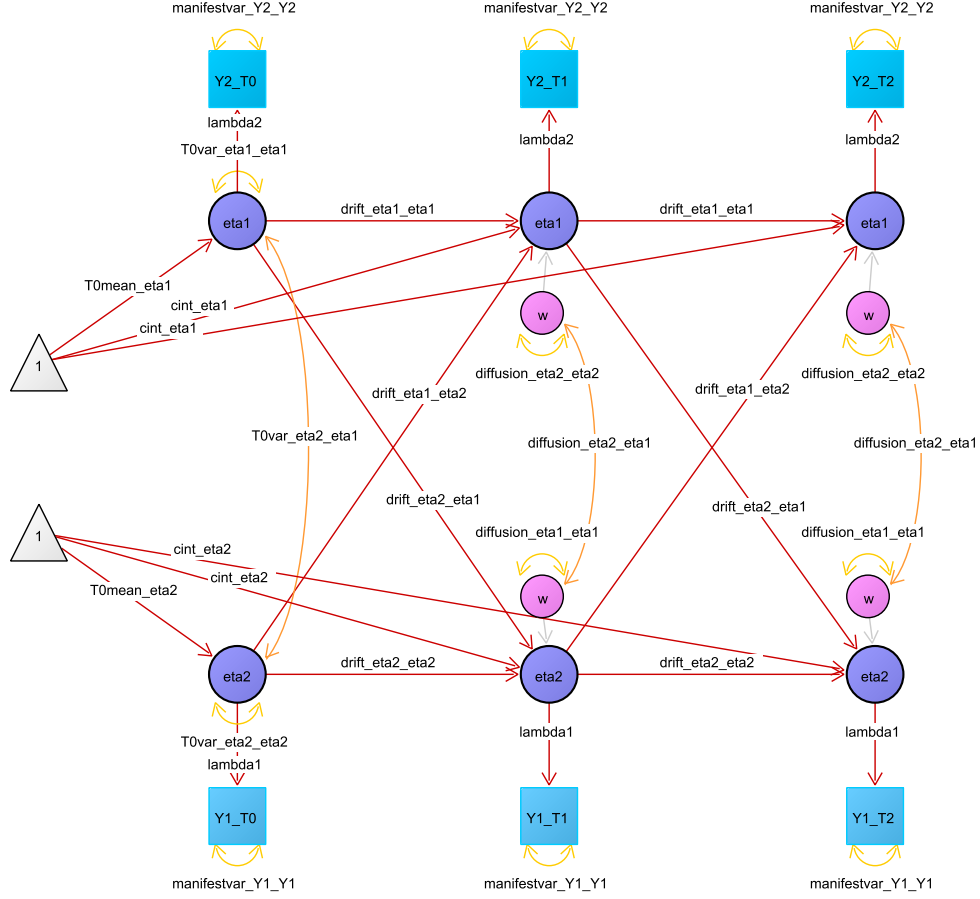 manifestvar_Y2_Y2
manifestvar_Y2_Y2
manifestvar_Y2_Y2
Y2_T0
Y2_T1
Y2_T2
lambda2
lambda2
lambda2
T0var_eta1_eta1
drift_eta1_eta1
drift_eta1_eta1
eta1
eta1
eta1
T0mean_eta1
cint_eta1
w
w
cint_eta1
1
diffusion_eta2_eta2
diffusion_eta2_eta2
drift_eta1_eta2
drift_eta1_eta2
T0var_eta2_eta1
diffusion_eta2_eta1
diffusion_eta2_eta1
drift_eta2_eta1
drift_eta2_eta1
1
diffusion_eta1_eta1
diffusion_eta1_eta1
cint_eta2
cint_eta2
T0mean_eta2
w
w
drift_eta2_eta2
drift_eta2_eta2
eta2
eta2
eta2
T0var_eta2_eta2
lambda1
lambda1
lambda1
Y1_T0
Y1_T1
Y1_T2
manifestvar_Y1_Y1
manifestvar_Y1_Y1
manifestvar_Y1_Y1